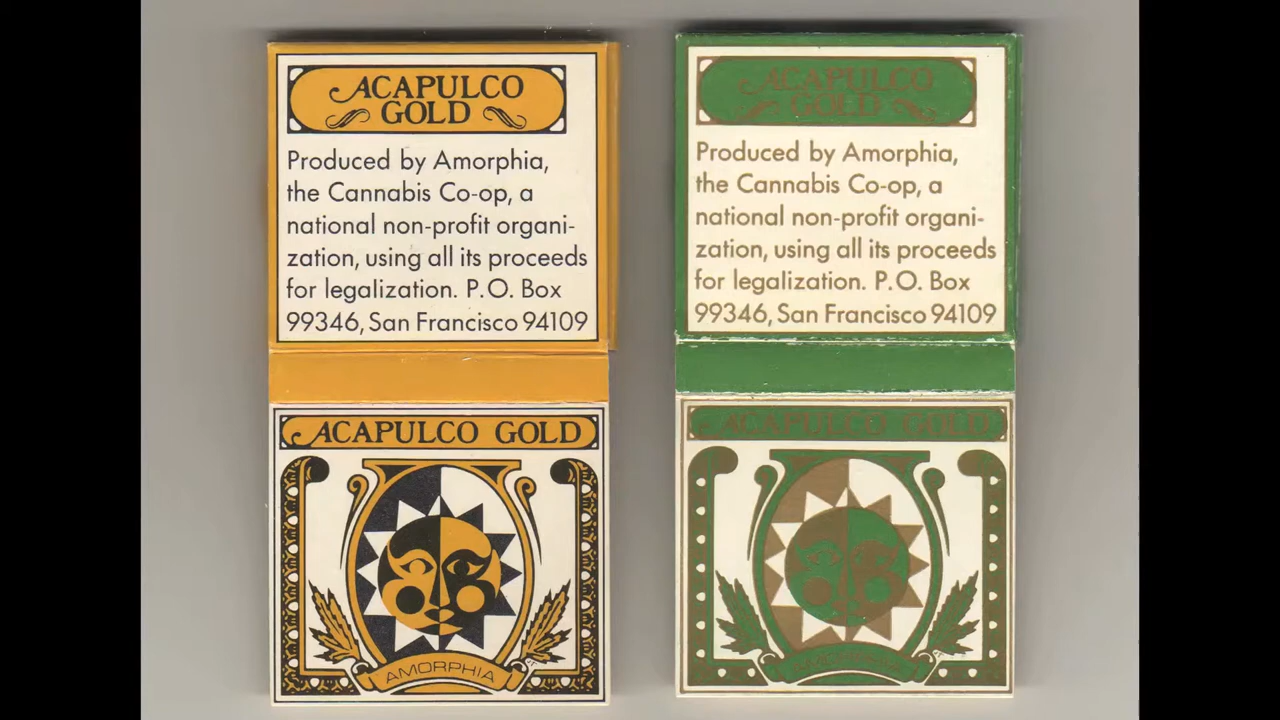 ACAPULCO
GOLD
Produced by Amorphia,
the Cannabis Co-op, a
national non-profit organi-
zation, using all its proceeds
for legalization. P.O. Box
99346, San Francisco 94109
ACAPULCO GOLD
AMORPHIA
ACAPULCO
GOLD
Produced by Amorphia,
the Cannabis Co-op, a
national non-profit organi-
zation, using all its proceeds
for legalization. P.O. Box
99346, San Francisco 94109
ACAPULCO GOLD
AMORPHIA